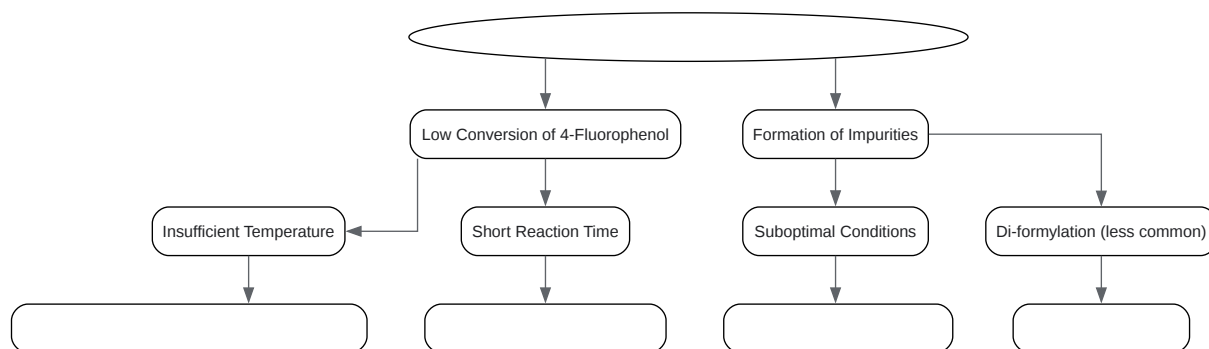 Low Conversion of 4-Fluorophenol
Formation of Impurities
Insufficient Temperature
Short Reaction Time
Suboptimal Conditions
Di-formylation (less common)